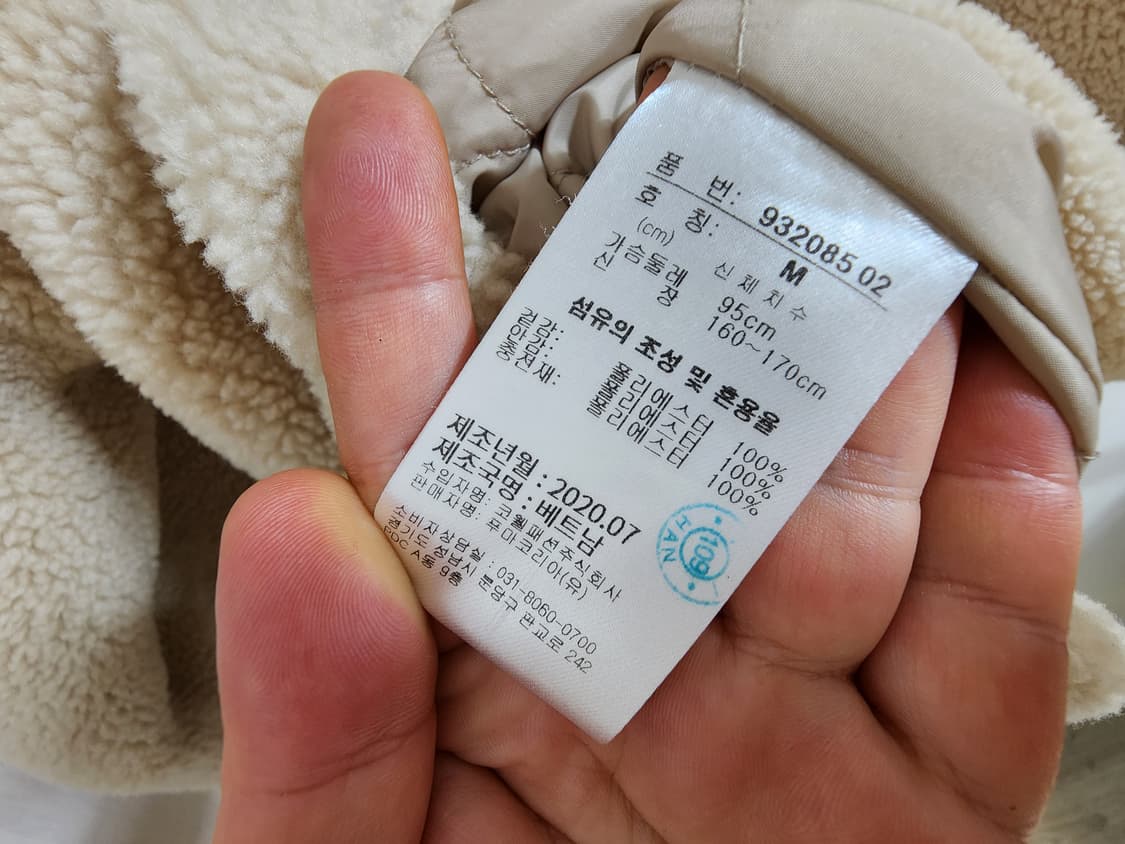 품 번: 932085 02
호 칭: M
(cm) 신체치수
가슴둘레 95cm
신 장 160~170cm
섬유의 조성 및 혼용율
겉감: 폴리에스터 100%
안감: 폴리에스터 100%
충전재: 폴리에스터 100%
제조년월 : 2020.07
제조국명 : 베트남
수입자명: 코웰패션주식회사
판매자명: 푸마코리아(유)
소비자상담실 : 031-8060-0700
경기도 성남시 분당구 판교로 242
PDC A동 9층
HAN
109